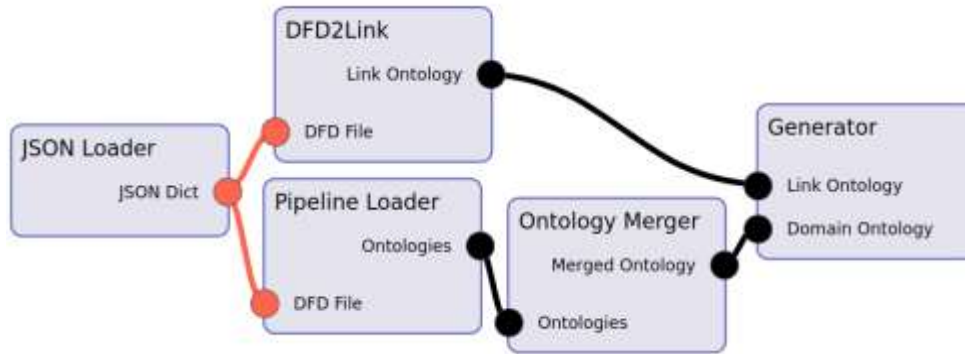 DFD2Link
Link Ontology
DFD File
JSON Loader
JSON Dict
Pipeline Loader
Ontologies
DFD File
Ontology Merger
Merged Ontology
Ontologies
Generator
Link Ontology
Domain Ontology